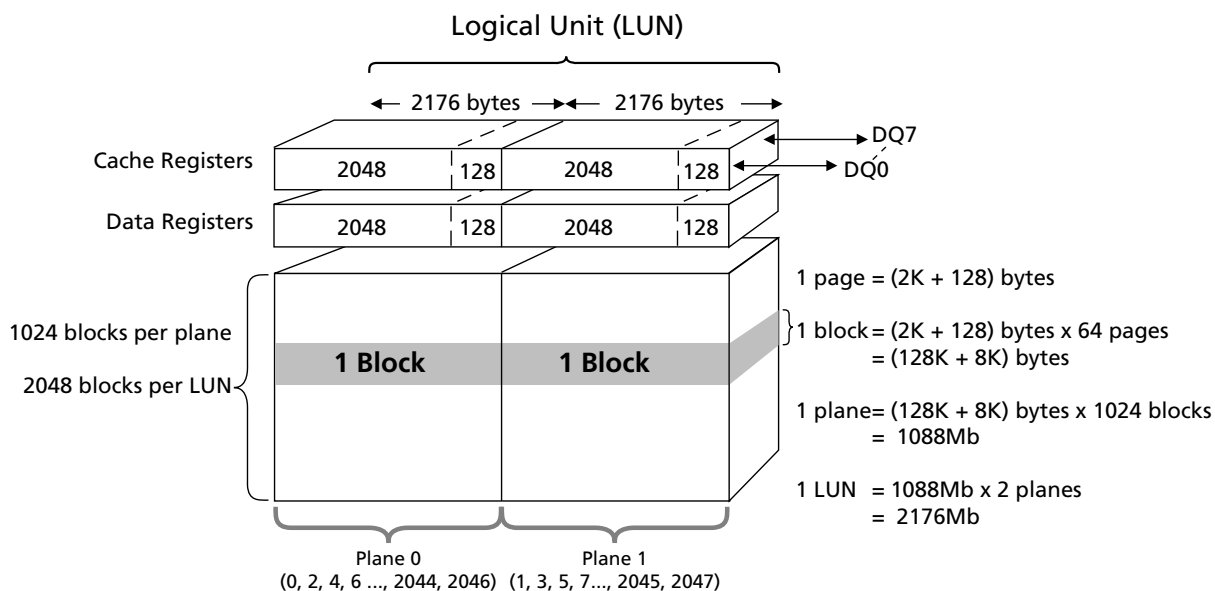 Logical Unit (LUN)
2176 bytes 2176 bytes
Cache Registers
2048 128 2048 128
DQ7
DQ0
Data Registers
2048 128 2048 128
1024 blocks per plane
2048 blocks per LUN
1 Block 1 Block
1 page = (2K + 128) bytes
1 block = (2K + 128) bytes x 64 pages
= (128K + 8K) bytes
1 plane = (128K + 8K) bytes x 1024 blocks
= 1088Mb
1 LUN = 1088Mb x 2 planes
= 2176Mb
Plane 0
(0, 2, 4, 6 ..., 2044, 2046)
Plane 1
(1, 3, 5, 7..., 2045, 2047)